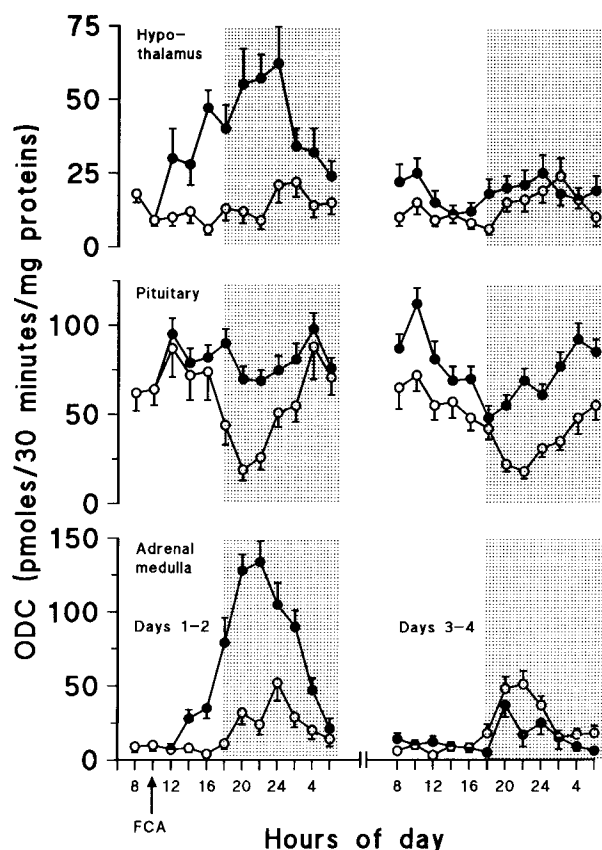 ODC (pmoles/30 minutes/mg proteins)
75
50
25
0
Hypo-
thalamus
100
50
0
Pituitary
150
100
50
0
Adrenal
medulla
Days 1-2
Days 3-4
8 12 16 20 24 4
8 12 16 20 24 4
FCA
Hours of day